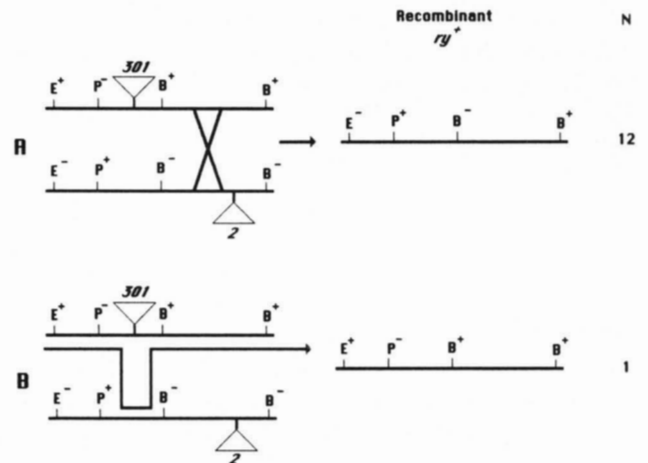 Recombinant N
ry+
301
E+ P- B+ B+
A
E- P+ B- B+ 12
E- P+ B- B-
2
301
E+ P- B+ B+
B
E+ P- B+ B+ 1
E- P+ B- B-
2